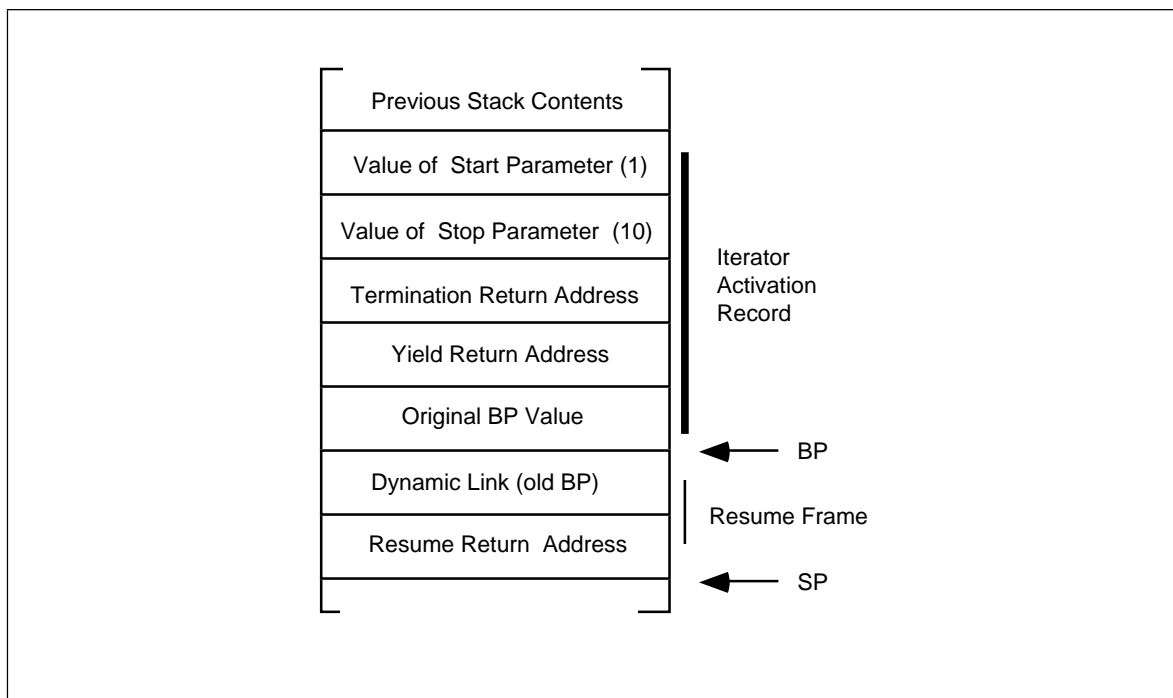 Previous Stack Contents
Value of Start Parameter (1)
Value of Stop Parameter (10)
Termination Return Address
Yield Return Address
Original BP Value
Dynamic Link (old BP)
Resume Return Address
Iterator
Activation
Record
BP
Resume Frame
SP